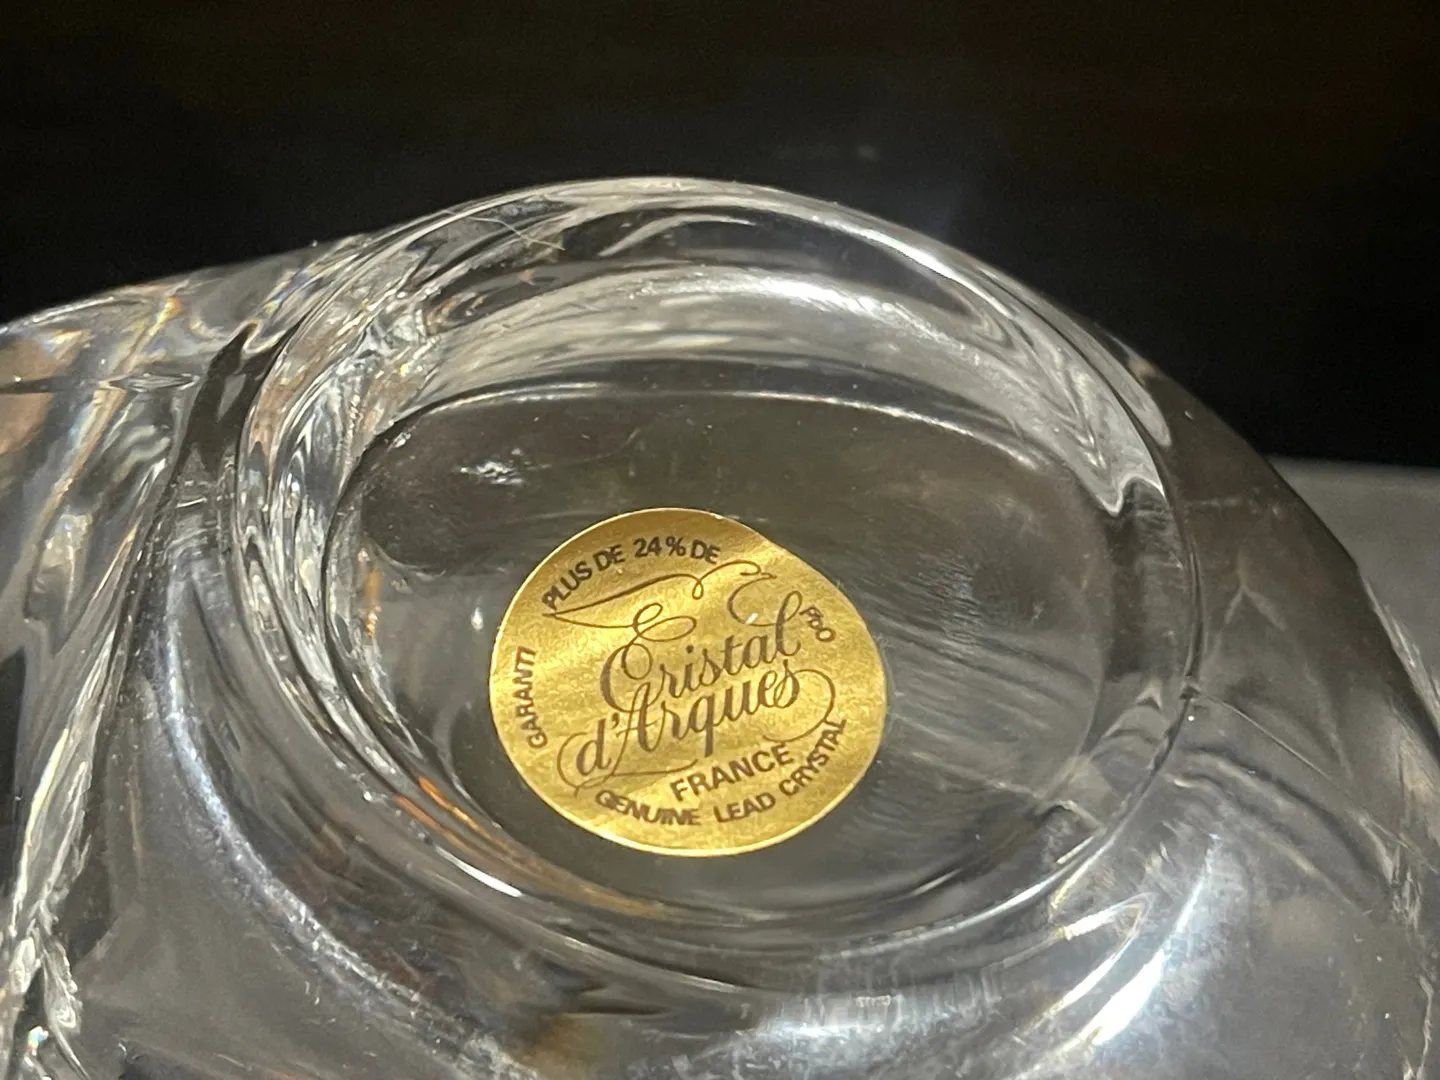 GARANTI PLUS DE 24% DE PbO
Cristal
d'Arques
FRANCE
GENUINE LEAD CRYSTAL